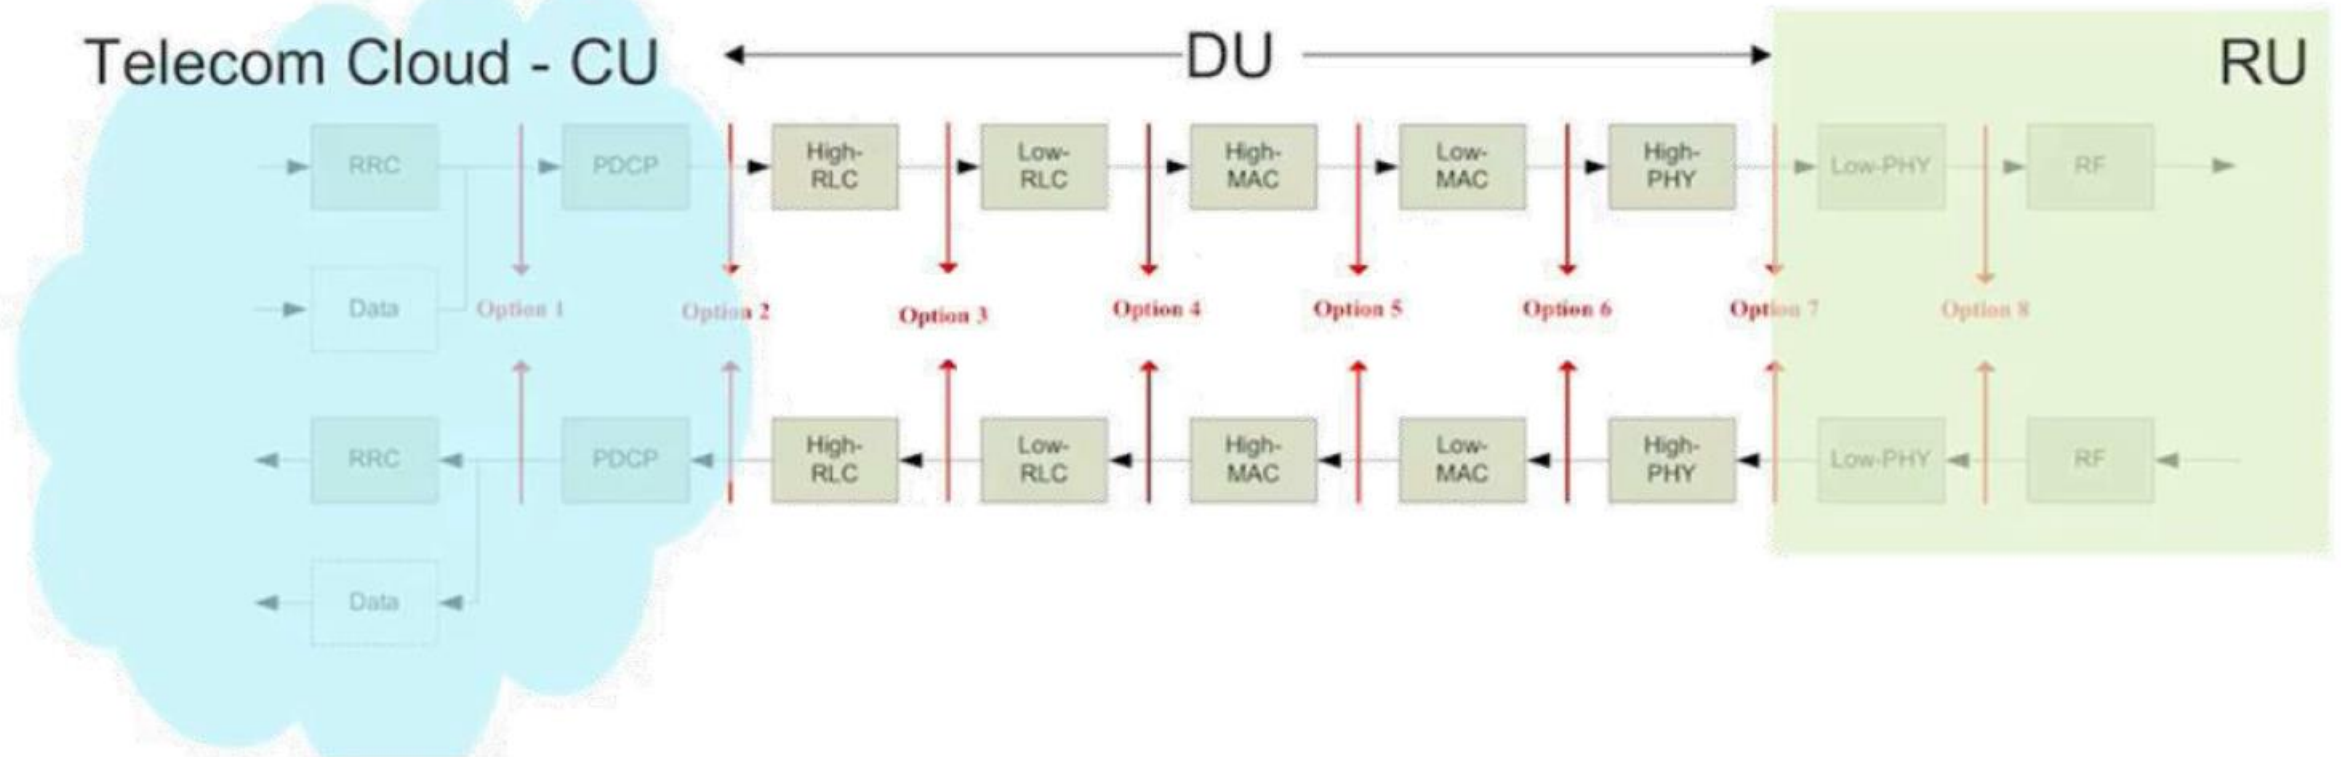 Telecom Cloud - CU
DU
RU
RRC
PDCP
High-
RLC
Low-
RLC
High-
MAC
Low-
MAC
High-
PHY
Low-PHY
RF
Data
Option 1
Option 2
Option 3
Option 4
Option 5
Option 6
Option 7
Option 8
RRC
PDCP
High-
RLC
Low-
RLC
High-
MAC
Low-
MAC
High-
PHY
Low-PHY
RF
Data